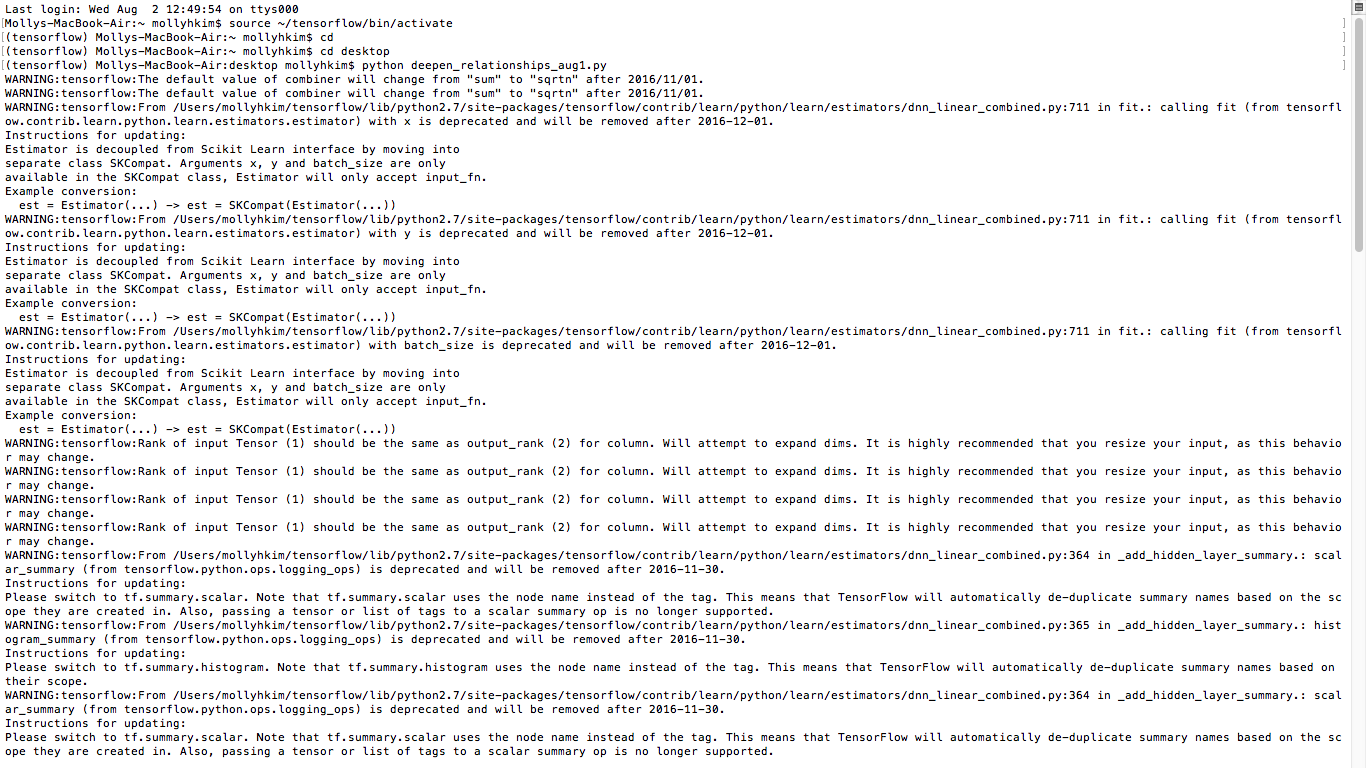 Last login: Wed Aug  2 12:49:54 on ttys000
[Mollys-MacBook-Air:~ mollyhkim$ source ~/tensorflow/bin/activate ]
[(tensorflow) Mollys-MacBook-Air:~ mollyhkim$ cd ]
[(tensorflow) Mollys-MacBook-Air:~ mollyhkim$ cd desktop ]
[(tensorflow) Mollys-MacBook-Air:desktop mollyhkim$ python deepen_relationships_aug1.py ]
WARNING:tensorflow:The default value of combiner will change from "sum" to "sqrtn" after 2016/11/01.
WARNING:tensorflow:The default value of combiner will change from "sum" to "sqrtn" after 2016/11/01.
WARNING:tensorflow:From /Users/mollyhkim/tensorflow/lib/python2.7/site-packages/tensorflow/contrib/learn/python/learn/estimators/dnn_linear_combined.py:711 in fit.: calling fit (from tensorfl
ow.contrib.learn.python.learn.estimators.estimator) with x is deprecated and will be removed after 2016-12-01.
Instructions for updating:
Estimator is decoupled from Scikit Learn interface by moving into
separate class SKCompat. Arguments x, y and batch_size are only
available in the SKCompat class, Estimator will only accept input_fn.
Example conversion:
  est = Estimator(...) -> est = SKCompat(Estimator(...))
WARNING:tensorflow:From /Users/mollyhkim/tensorflow/lib/python2.7/site-packages/tensorflow/contrib/learn/python/learn/estimators/dnn_linear_combined.py:711 in fit.: calling fit (from tensorfl
ow.contrib.learn.python.learn.estimators.estimator) with y is deprecated and will be removed after 2016-12-01.
Instructions for updating:
Estimator is decoupled from Scikit Learn interface by moving into
separate class SKCompat. Arguments x, y and batch_size are only
available in the SKCompat class, Estimator will only accept input_fn.
Example conversion:
  est = Estimator(...) -> est = SKCompat(Estimator(...))
WARNING:tensorflow:From /Users/mollyhkim/tensorflow/lib/python2.7/site-packages/tensorflow/contrib/learn/python/learn/estimators/dnn_linear_combined.py:711 in fit.: calling fit (from tensorfl
ow.contrib.learn.python.learn.estimators.estimator) with batch_size is deprecated and will be removed after 2016-12-01.
Instructions for updating:
Estimator is decoupled from Scikit Learn interface by moving into
separate class SKCompat. Arguments x, y and batch_size are only
available in the SKCompat class, Estimator will only accept input_fn.
Example conversion:
  est = Estimator(...) -> est = SKCompat(Estimator(...))
WARNING:tensorflow:Rank of input Tensor (1) should be the same as output_rank (2) for column. Will attempt to expand dims. It is highly recommended that you resize your input, as this behavio
r may change.
WARNING:tensorflow:Rank of input Tensor (1) should be the same as output_rank (2) for column. Will attempt to expand dims. It is highly recommended that you resize your input, as this behavio
r may change.
WARNING:tensorflow:Rank of input Tensor (1) should be the same as output_rank (2) for column. Will attempt to expand dims. It is highly recommended that you resize your input, as this behavio
r may change.
WARNING:tensorflow:Rank of input Tensor (1) should be the same as output_rank (2) for column. Will attempt to expand dims. It is highly recommended that you resize your input, as this behavio
r may change.
WARNING:tensorflow:From /Users/mollyhkim/tensorflow/lib/python2.7/site-packages/tensorflow/contrib/learn/python/learn/estimators/dnn_linear_combined.py:364 in _add_hidden_layer_summary.: scal
ar_summary (from tensorflow.python.ops.logging_ops) is deprecated and will be removed after 2016-11-30.
Instructions for updating:
Please switch to tf.summary.scalar. Note that tf.summary.scalar uses the node name instead of the tag. This means that TensorFlow will automatically de-duplicate summary names based on the sc
ope they are created in. Also, passing a tensor or list of tags to a scalar summary op is no longer supported.
WARNING:tensorflow:From /Users/mollyhkim/tensorflow/lib/python2.7/site-packages/tensorflow/contrib/learn/python/learn/estimators/dnn_linear_combined.py:365 in _add_hidden_layer_summary.: hist
ogram_summary (from tensorflow.python.ops.logging_ops) is deprecated and will be removed after 2016-11-30.
Instructions for updating:
Please switch to tf.summary.histogram. Note that tf.summary.histogram uses the node name instead of the tag. This means that TensorFlow will automatically de-duplicate summary names based on
their scope.
WARNING:tensorflow:From /Users/mollyhkim/tensorflow/lib/python2.7/site-packages/tensorflow/contrib/learn/python/learn/estimators/dnn_linear_combined.py:364 in _add_hidden_layer_summary.: scal
ar_summary (from tensorflow.python.ops.logging_ops) is deprecated and will be removed after 2016-11-30.
Instructions for updating:
Please switch to tf.summary.scalar. Note that tf.summary.scalar uses the node name instead of the tag. This means that TensorFlow will automatically de-duplicate summary names based on the sc
ope they are created in. Also, passing a tensor or list of tags to a scalar summary op is no longer supported.